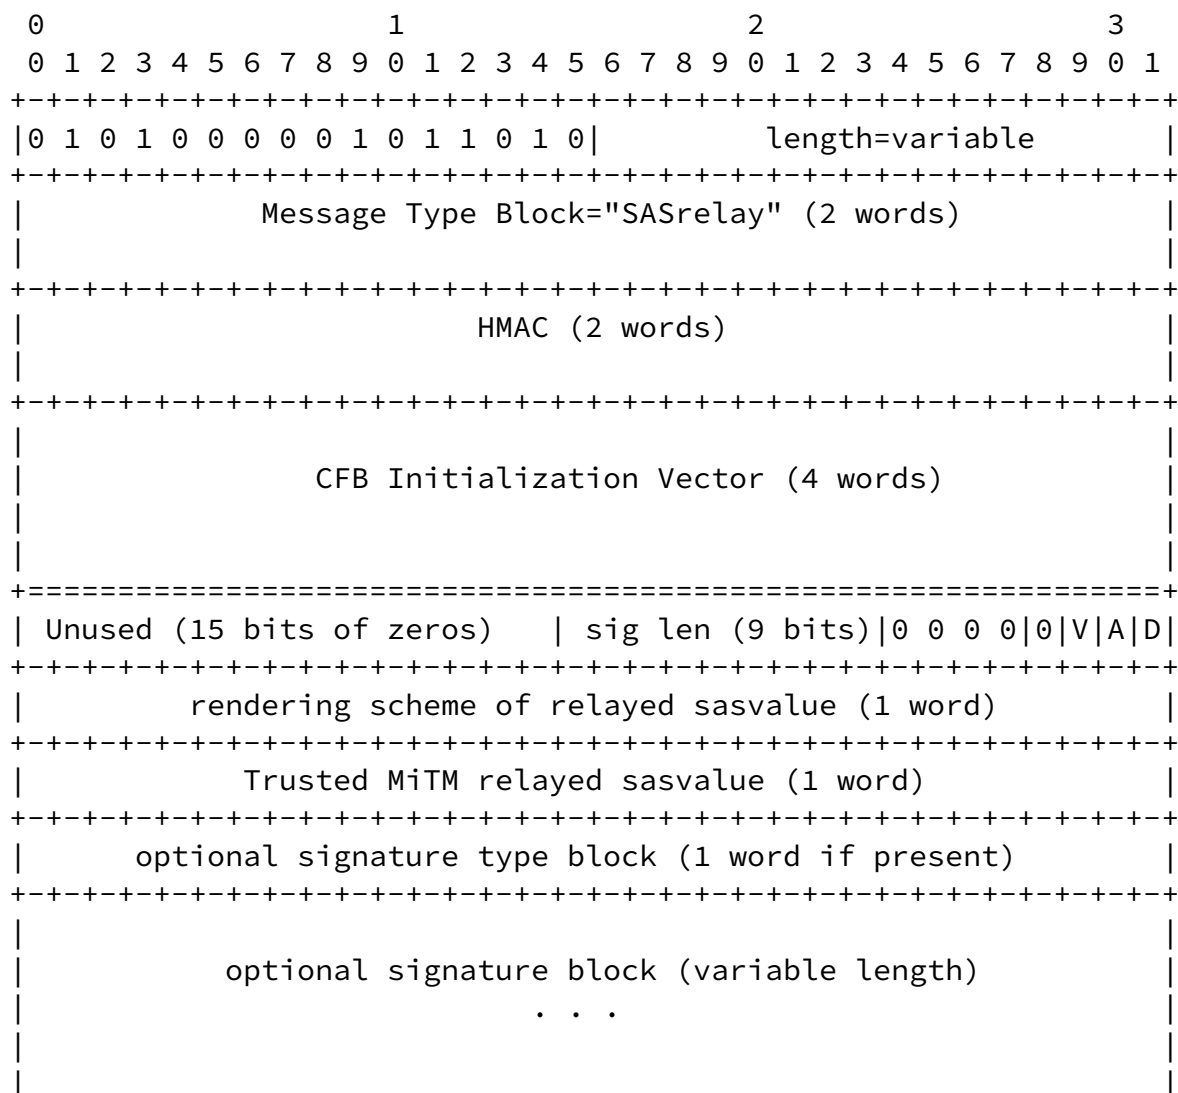 0                   1                   2                   3
 0 1 2 3 4 5 6 7 8 9 0 1 2 3 4 5 6 7 8 9 0 1 2 3 4 5 6 7 8 9 0 1
+-+-+-+-+-+-+-+-+-+-+-+-+-+-+-+-+-+-+-+-+-+-+-+-+-+-+-+-+-+-+-+-+
|0 1 0 1 0 0 0 0 0 1 0 1 1 0 1 0|         length=variable       |
+-+-+-+-+-+-+-+-+-+-+-+-+-+-+-+-+-+-+-+-+-+-+-+-+-+-+-+-+-+-+-+-+
|             Message Type Block="SASrelay" (2 words)           |
|                                                               |
+-+-+-+-+-+-+-+-+-+-+-+-+-+-+-+-+-+-+-+-+-+-+-+-+-+-+-+-+-+-+-+-+
|                         HMAC (2 words)                        |
|                                                               |
+-+-+-+-+-+-+-+-+-+-+-+-+-+-+-+-+-+-+-+-+-+-+-+-+-+-+-+-+-+-+-+-+
|                                                               |
|                CFB Initialization Vector (4 words)            |
|                                                               |
|                                                               |
+===============================================================+
| Unused (15 bits of zeros)   | sig len (9 bits)|0 0 0 0|0|V|A|D|
+-+-+-+-+-+-+-+-+-+-+-+-+-+-+-+-+-+-+-+-+-+-+-+-+-+-+-+-+-+-+-+-+
|         rendering scheme of relayed sasvalue (1 word)         |
+-+-+-+-+-+-+-+-+-+-+-+-+-+-+-+-+-+-+-+-+-+-+-+-+-+-+-+-+-+-+-+-+
|            Trusted MiTM relayed sasvalue (1 word)             |
+-+-+-+-+-+-+-+-+-+-+-+-+-+-+-+-+-+-+-+-+-+-+-+-+-+-+-+-+-+-+-+-+
|      optional signature type block (1 word if present)        |
+-+-+-+-+-+-+-+-+-+-+-+-+-+-+-+-+-+-+-+-+-+-+-+-+-+-+-+-+-+-+-+-+
|                                                               |
|           optional signature block (variable length)          |
|                            . . .                              |
|                                                               |
|                                                               |